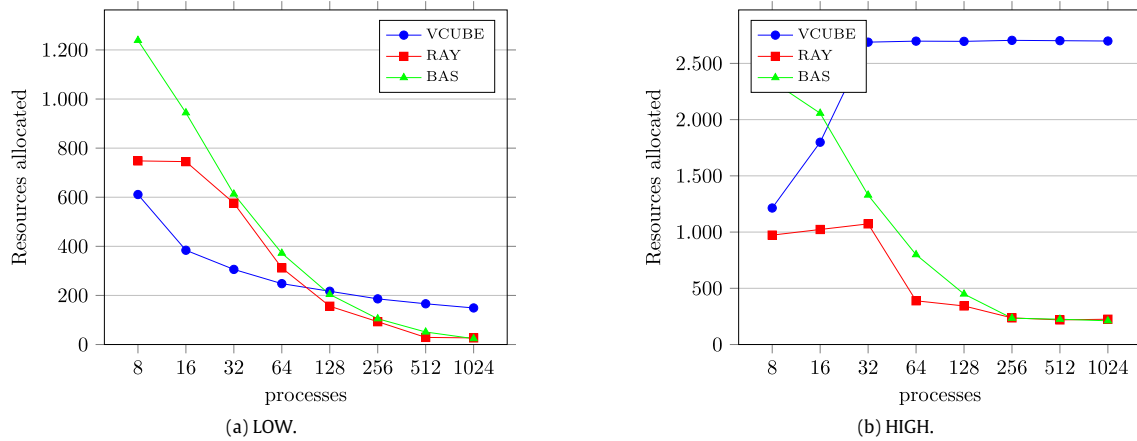 VCUBE
RAY
BAS
1.200
1.000
800
600
400
200
0
Resources allocated
8 16 32 64 128 256 512 1024
processes
(a) LOW.
VCUBE
RAY
BAS
2.500
2.000
1.500
1.000
500
0
Resources allocated
8 16 32 64 128 256 512 1024
processes
(b) HIGH.